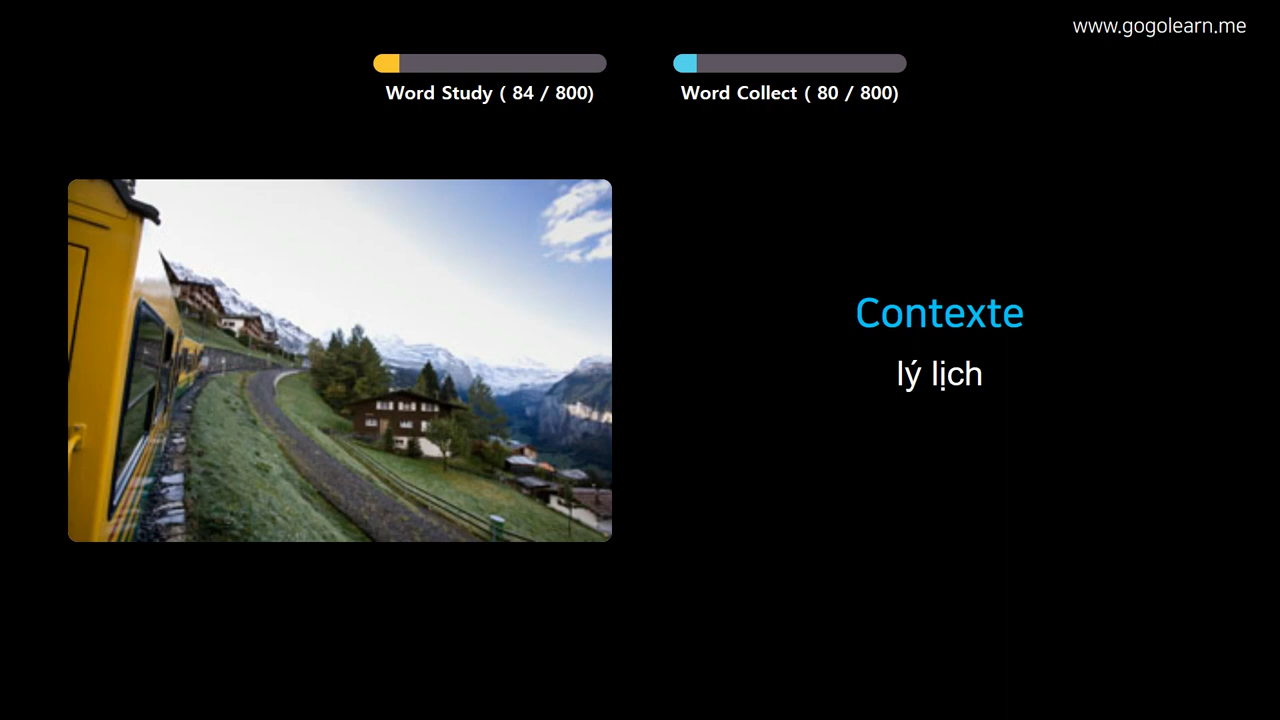 www.gogolearn.me
Word Study ( 84 / 800)
Word Collect ( 80 / 800)
Contexte
lý lịch